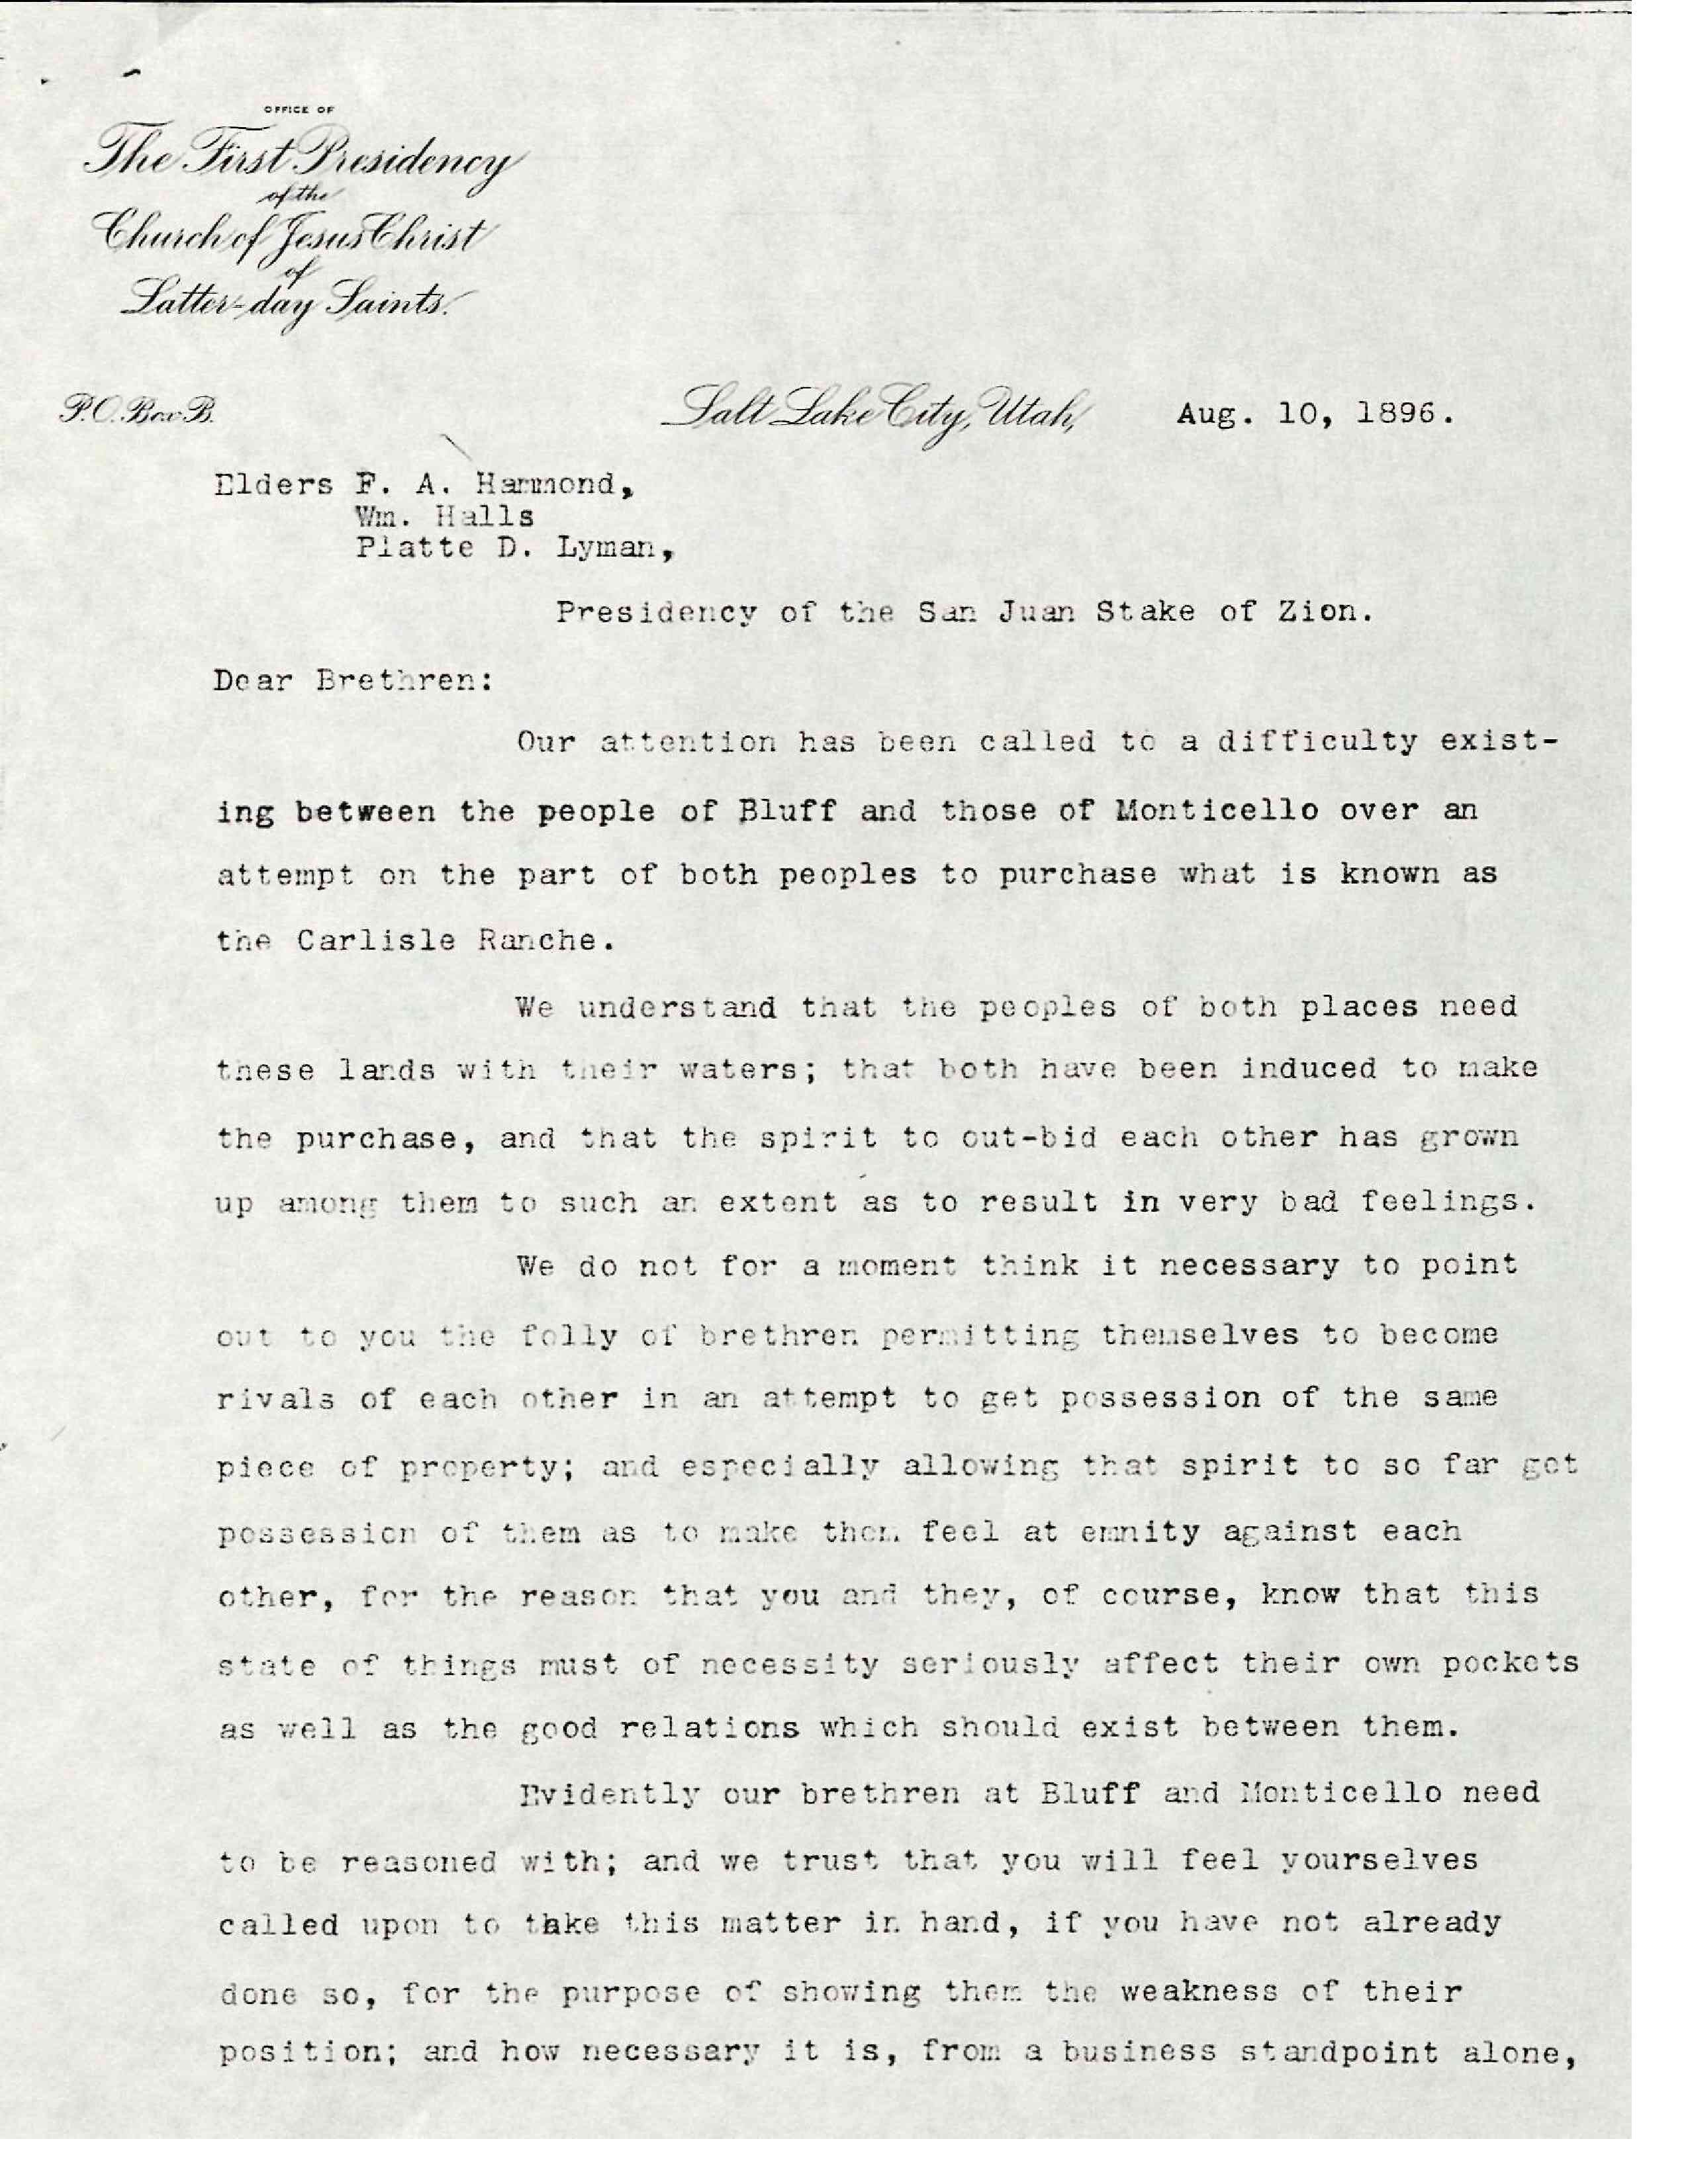 OFFICE OF
The First Presidency
of the
Church of Jesus Christ
of
Latter-day Saints.
P.O. Box B. Salt Lake City, Utah, Aug. 10, 1896.
Elders F. A. Hammond,
Wm. Halls
Platte D. Lyman,
Presidency of the San Juan Stake of Zion.
Dear Brethren:
Our attention has been called to a difficulty exist-
ing between the people of Bluff and those of Monticello over an
attempt on the part of both peoples to purchase what is known as
the Carlisle Ranche.
We understand that the peoples of both places need
these lands with their waters; that both have been induced to make
the purchase, and that the spirit to out-bid each other has grown
up among them to such an extent as to result in very bad feelings.
We do not for a moment think it necessary to point
out to you the folly of brethren permitting themselves to become
rivals of each other in an attempt to get possession of the same
piece of property; and especially allowing that spirit to so far get
possession of them as to make them feel at emnity against each
other, for the reason that you and they, of course, know that this
state of things must of necessity seriously affect their own pockets
as well as the good relations which should exist between them.
Evidently our brethren at Bluff and Monticello need
to be reasoned with; and we trust that you will feel yourselves
called upon to take this matter in hand, if you have not already
done so, for the purpose of showing them the weakness of their
position; and how necessary it is, from a business standpoint alone,